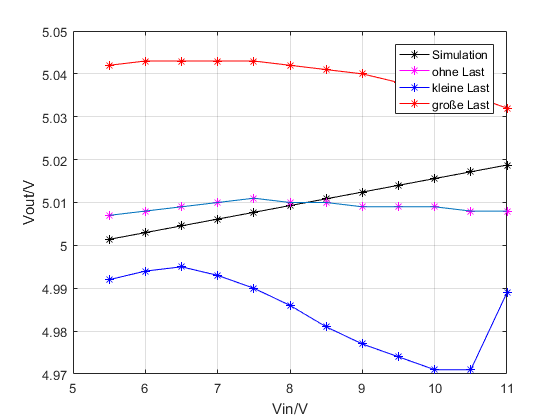 5.05
5.04
5.03
5.02
5.01
5
4.99
4.98
4.97
Vout/V
Simulation
ohne Last
kleine Last
große Last
5 6 7 8 9 10 11
Vin/V